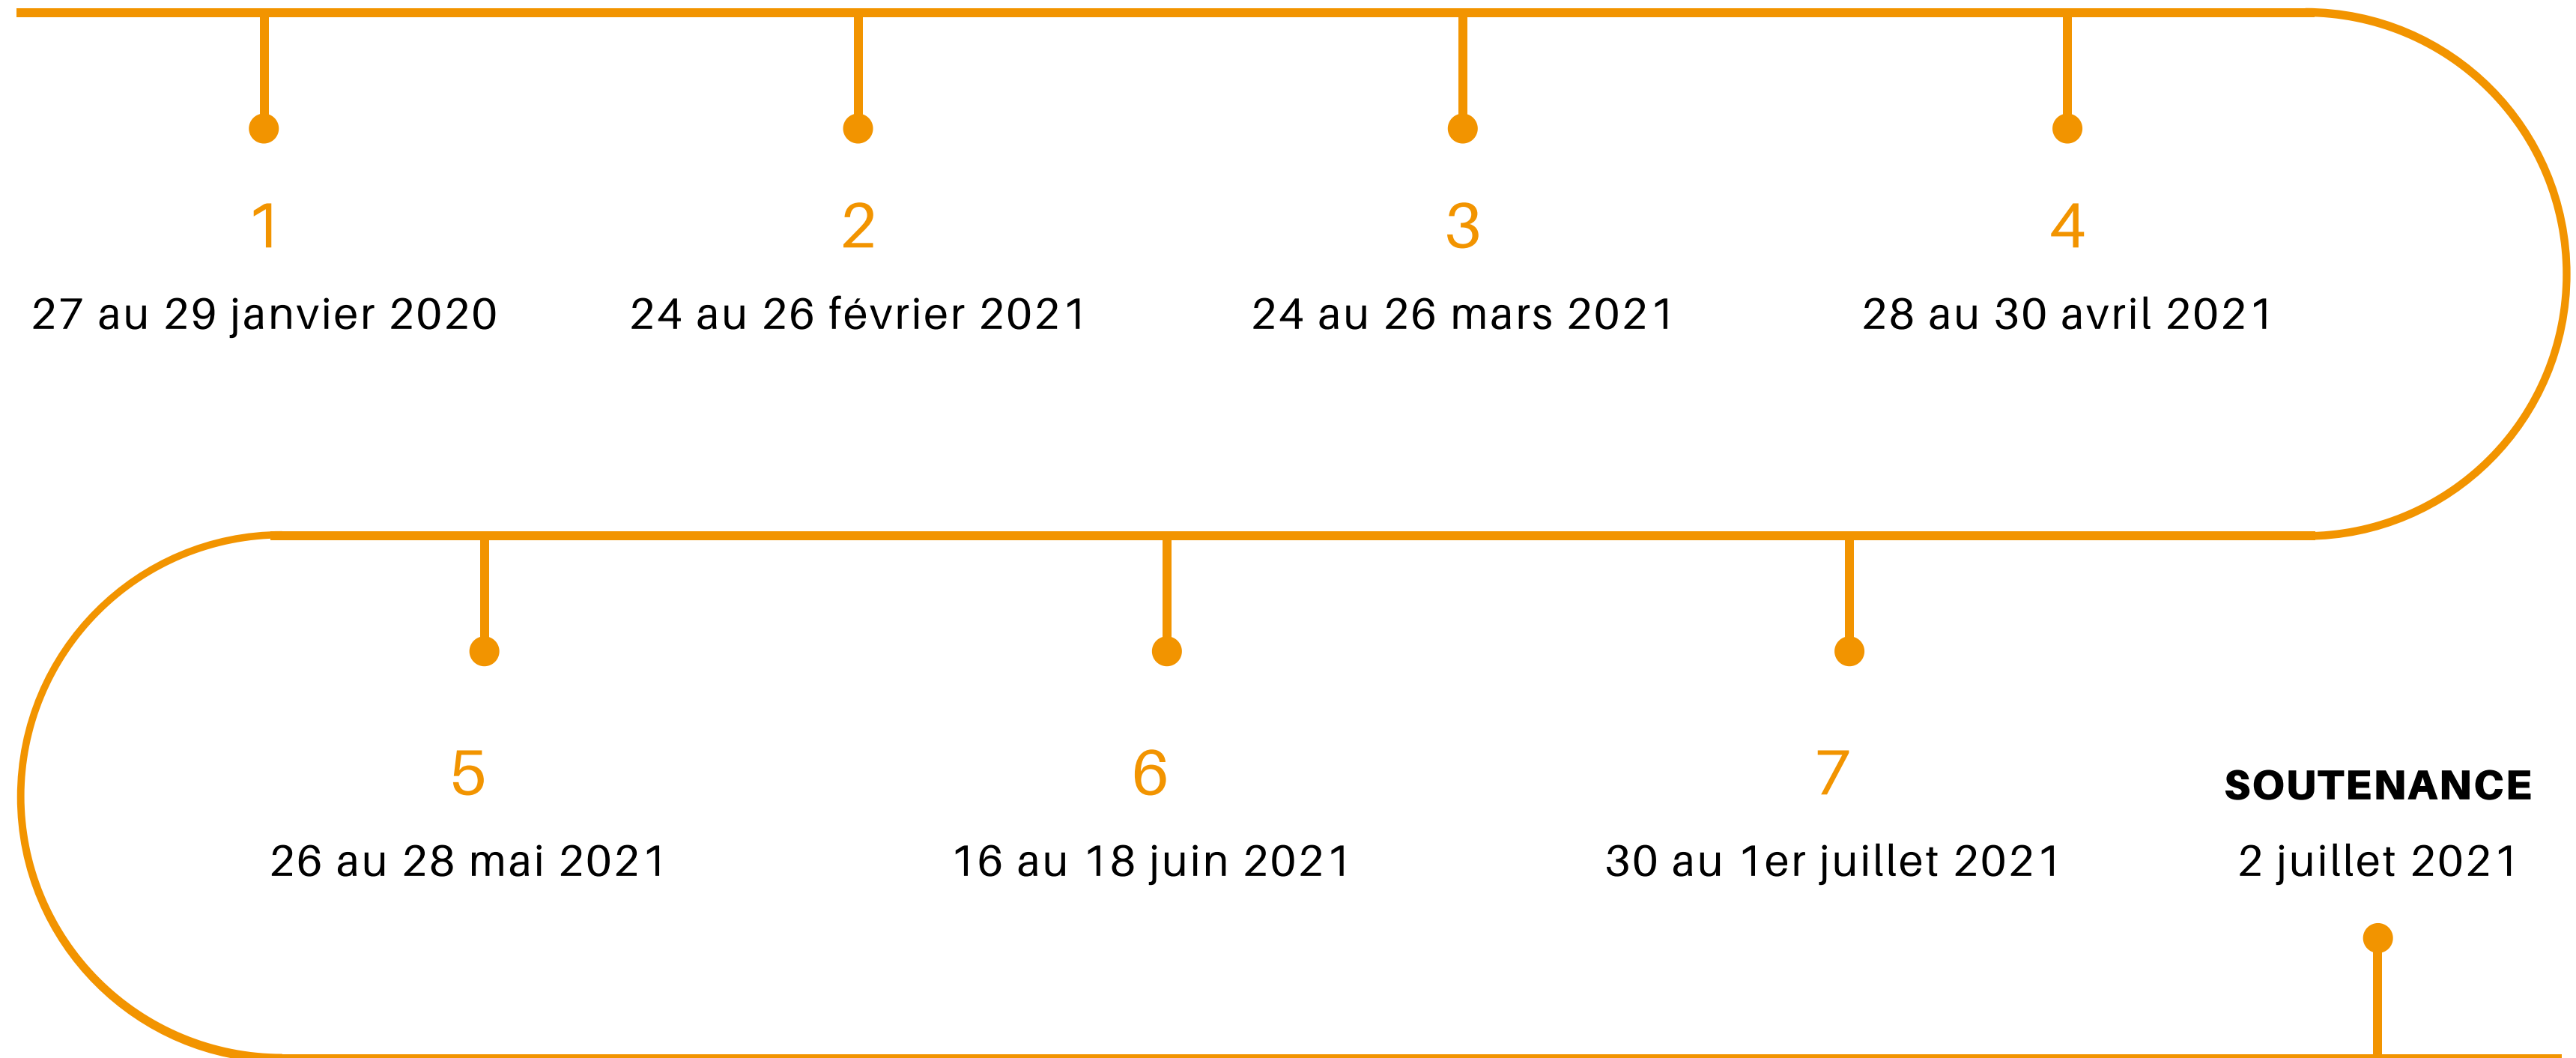 1
27 au 29 janvier 2020
2
24 au 26 février 2021
3
24 au 26 mars 2021
4
28 au 30 avril 2021
5
26 au 28 mai 2021
6
16 au 18 juin 2021
7
30 au 1er juillet 2021
SOUTENANCE
2 juillet 2021